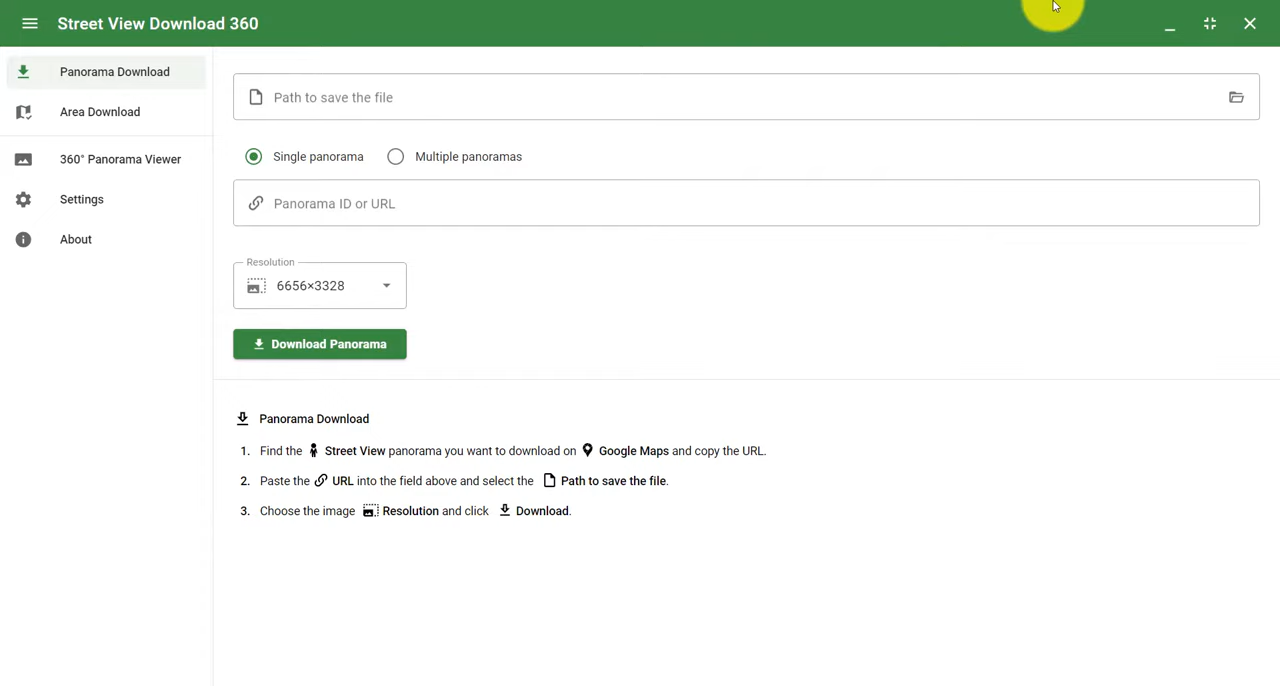 Street View Download 360
Panorama Download
Area Download
360° Panorama Viewer
Settings
About
Path to save the file
Single panorama
Multiple panoramas
Panorama ID or URL
Resolution
6656×3328
Download Panorama
Panorama Download
1. Find the Street View panorama you want to download on Google Maps and copy the URL.
2. Paste the URL into the field above and select the Path to save the file.
3. Choose the image Resolution and click Download.